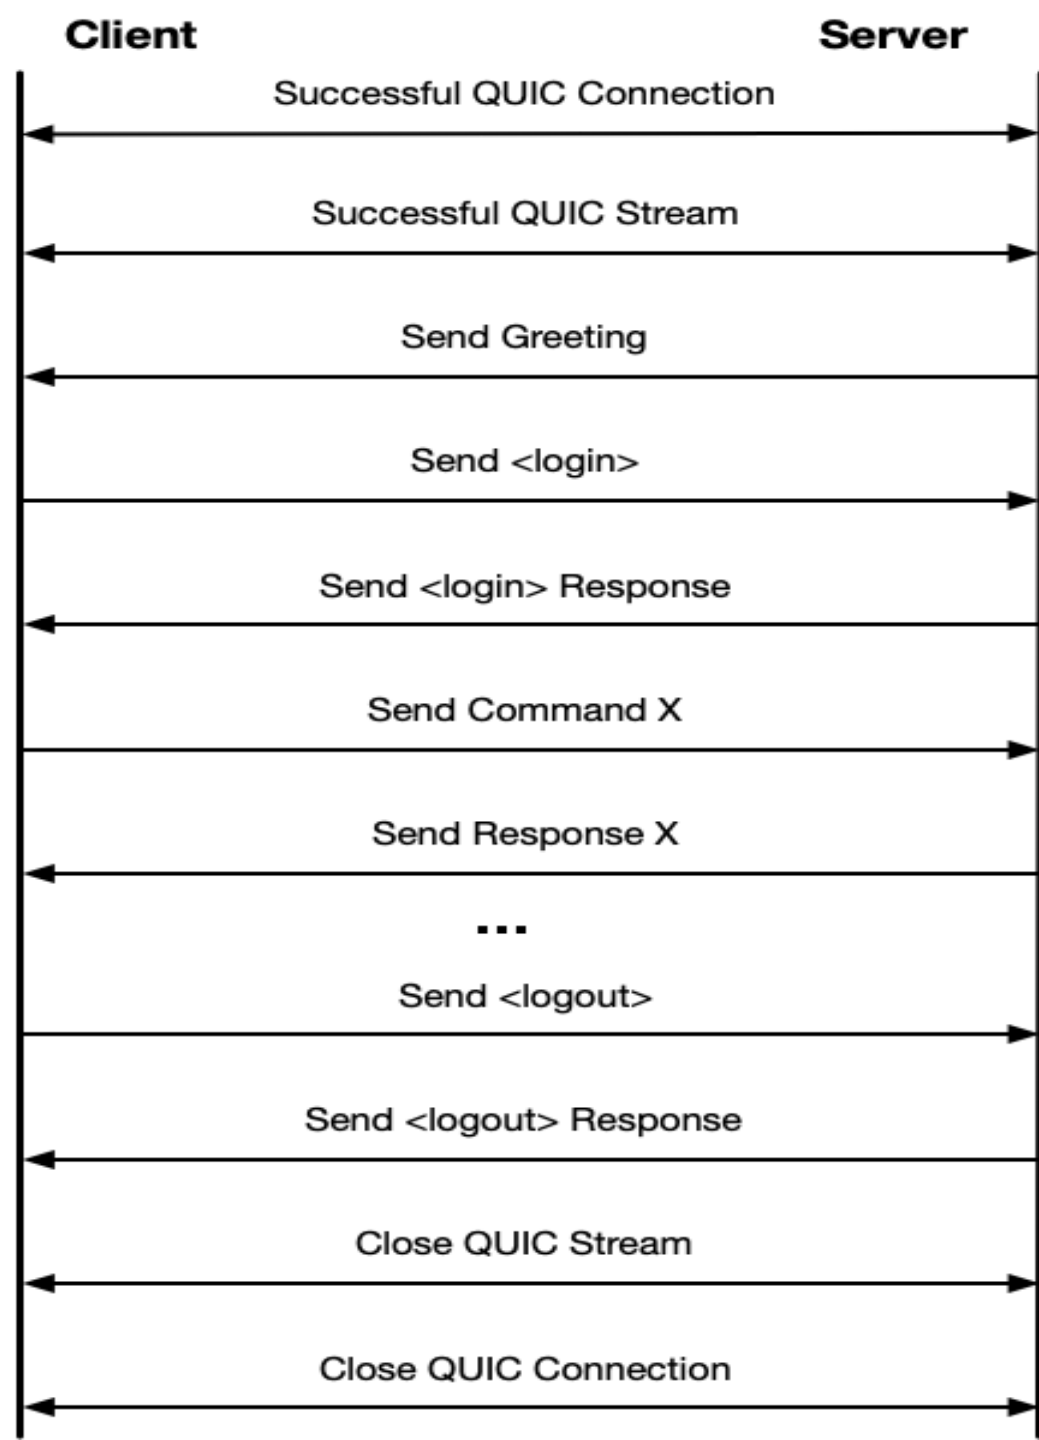 Client Server
Successful QUIC Connection
Successful QUIC Stream
Send Greeting
Send <login>
Send <login> Response
Send Command X
Send Response X
...
Send <logout>
Send <logout> Response
Close QUIC Stream
Close QUIC Connection